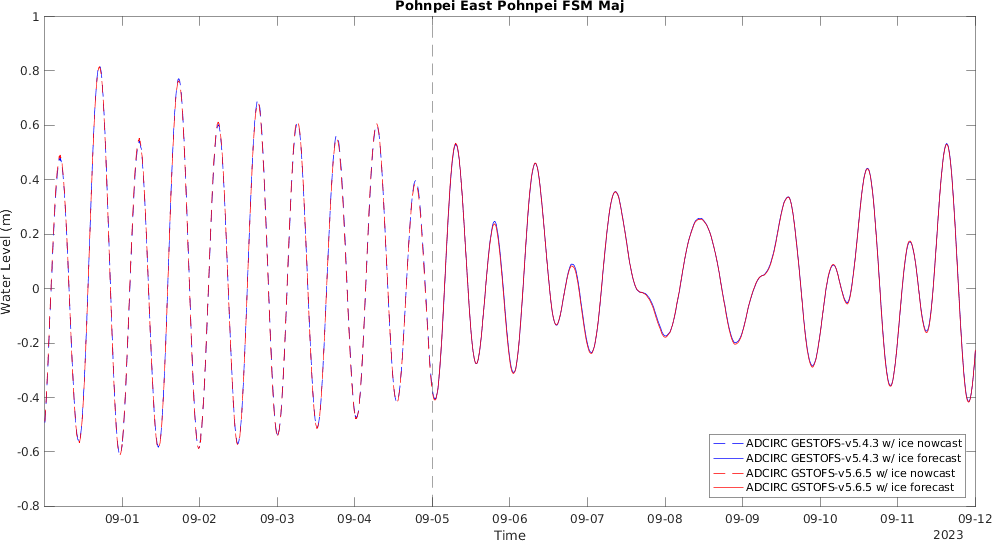 Pohnpei East Pohnpei FSM Maj
1
0.8
0.6
0.4
0.2
0
-0.2
-0.4
-0.6
-0.8
Water Level (m)
ADCIRC GESTOFS-v5.4.3 w/ ice nowcast
ADCIRC GESTOFS-v5.4.3 w/ ice forecast
ADCIRC GSTOFS-v5.6.5 w/ ice nowcast
ADCIRC GSTOFS-v5.6.5 w/ ice forecast
09-01 09-02 09-03 09-04 09-05 09-06 09-07 09-08 09-09 09-10 09-11 09-12
Time
2023